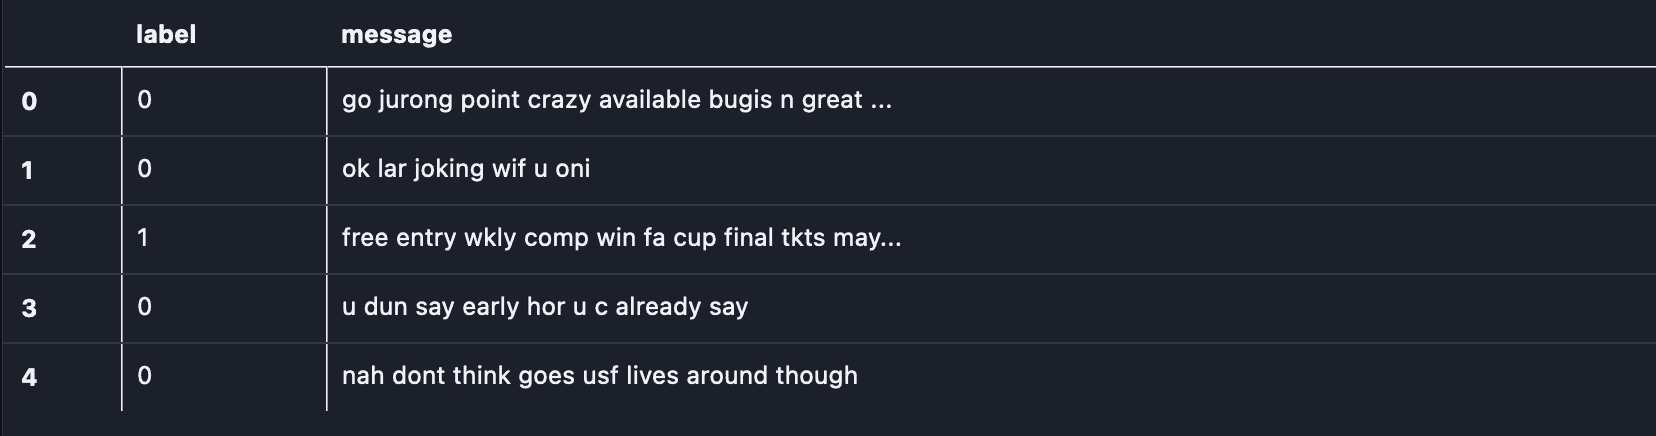 label message
0 0 go jurong point crazy available bugis n great ...
1 0 ok lar joking wif u oni
2 1 free entry wkly comp win fa cup final tkts may...
3 0 u dun say early hor u c already say
4 0 nah dont think goes usf lives around though